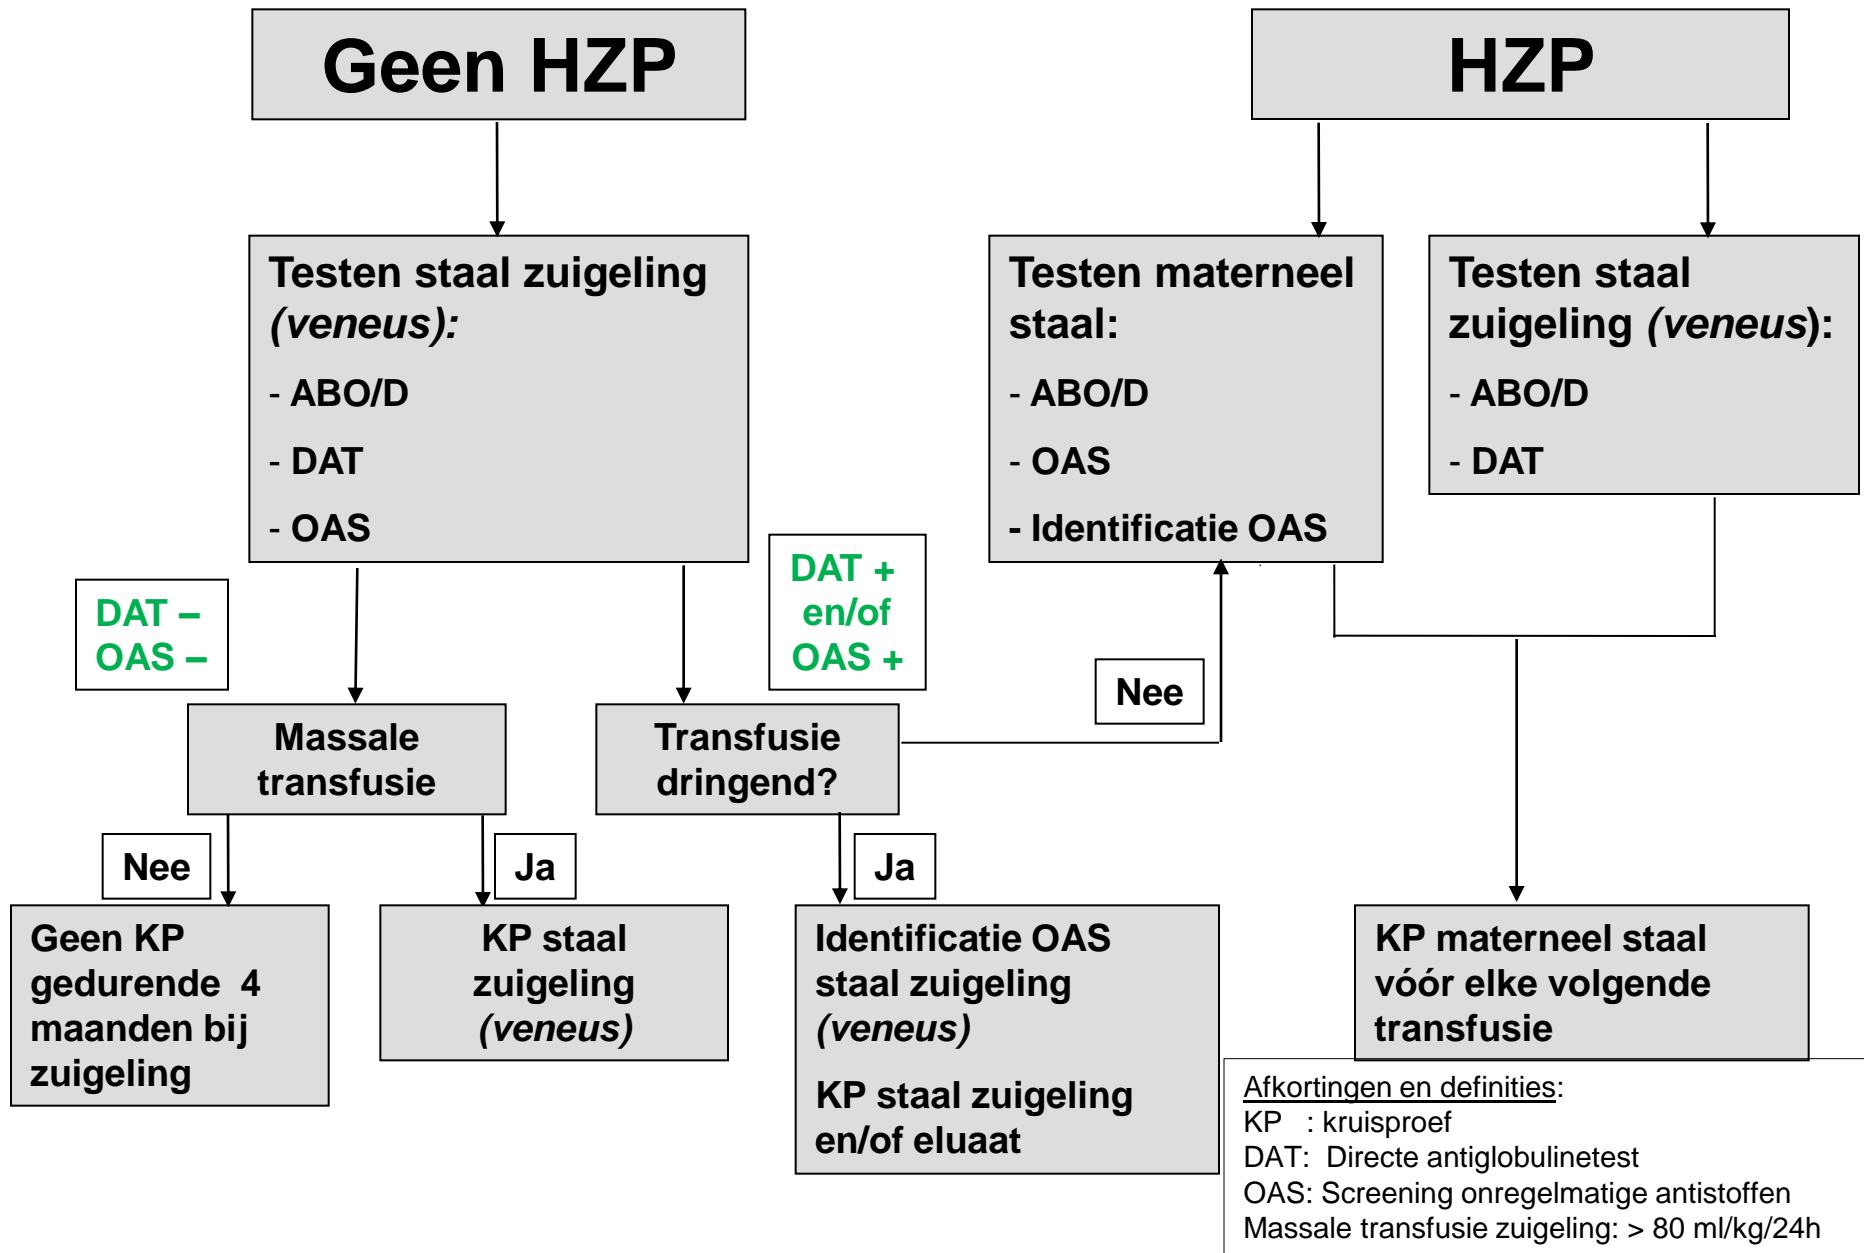 Geen HZP
HZP
Testen staal zuigeling
(veneus):
- ABO/D
- DAT
- OAS
Testen materneel
staal:
- ABO/D
- OAS
- Identificatie OAS
Testen staal
zuigeling (veneus):
- ABO/D
- DAT
DAT –
OAS –
DAT +
en/of
OAS +
Nee
Massale
transfusie
Transfusie
dringend?
Nee
Ja
Ja
Geen KP
gedurende 4
maanden bij
zuigeling
KP staal
zuigeling
(veneus)
Identificatie OAS
staal zuigeling
(veneus)
KP staal zuigeling
en/of eluaat
KP materneel staal
vóór elke volgende
transfusie
Afkortingen en definities:
KP : kruisproef
DAT: Directe antiglobulinetest
OAS: Screening onregelmatige antistoffen
Massale transfusie zuigeling: > 80 ml/kg/24h